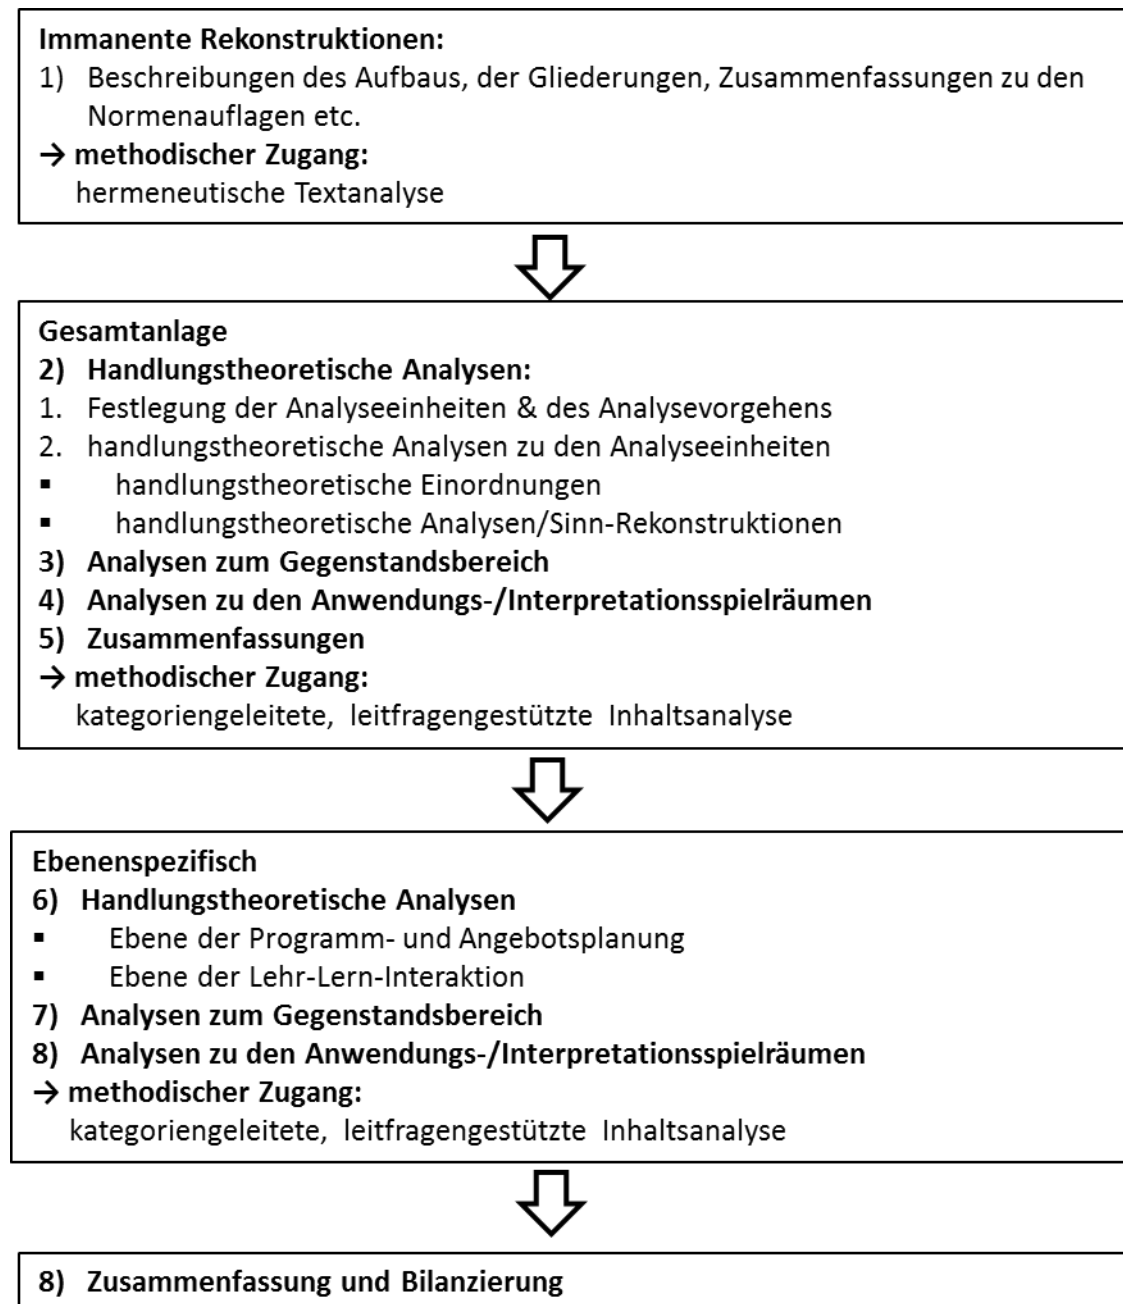 Immanente Rekonstruktionen:
1) Beschreibungen des Aufbaus, der Gliederungen, Zusammenfassungen zu den
Normenauflagen etc.
→ methodischer Zugang:
hermeneutische Textanalyse
Gesamtanlage
2) Handlungstheoretische Analysen:
1. Festlegung der Analyseeinheiten & des Analysevorgehens
2. handlungstheoretische Analysen zu den Analyseeinheiten
▪ handlungstheoretische Einordnungen
▪ handlungstheoretische Analysen/Sinn-Rekonstruktionen
3) Analysen zum Gegenstandsbereich
4) Analysen zu den Anwendungs-/Interpretationsspielräumen
5) Zusammenfassungen
→ methodischer Zugang:
kategoriengeleitete, leitfragengestützte Inhaltsanalyse
Ebenenspezifisch
6) Handlungstheoretische Analysen
▪ Ebene der Programm- und Angebotsplanung
▪ Ebene der Lehr-Lern-Interaktion
7) Analysen zum Gegenstandsbereich
8) Analysen zu den Anwendungs-/Interpretationsspielräumen
→ methodischer Zugang:
kategoriengeleitete, leitfragengestützte Inhaltsanalyse
8) Zusammenfassung und Bilanzierung